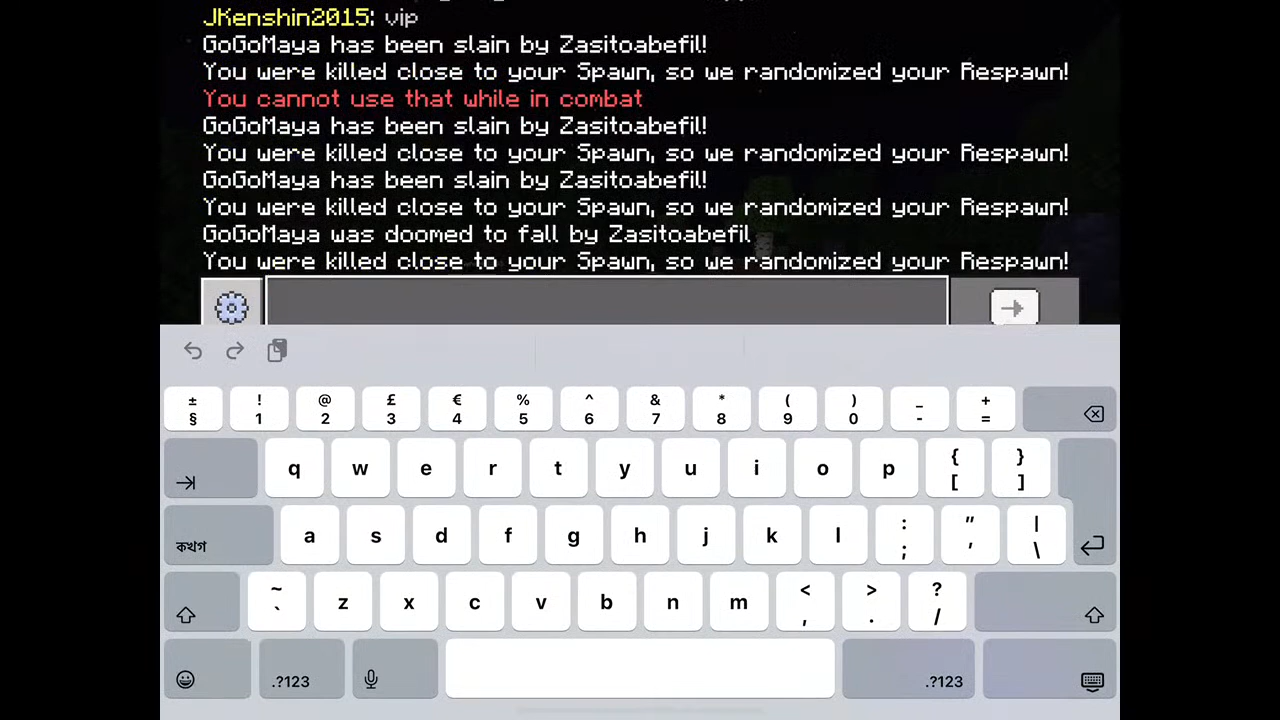 JKenshin2015: vip
GoGoMaya has been slain by Zasitoabefil!
You were killed close to your Spawn, so we randomized your Respawn!
You cannot use that while in combat
GoGoMaya has been slain by Zasitoabefil!
You were killed close to your Spawn, so we randomized your Respawn!
GoGoMaya has been slain by Zasitoabefil!
You were killed close to your Spawn, so we randomized your Respawn!
GoGoMaya was doomed to fall by Zasitoabefil
You were killed close to your Spawn, so we randomized your Respawn!
± ! @ £ € % ^ & * ( ) _ +
§ 1 2 3 4 5 6 7 8 9 0 - =
q w e r t y u i o p { }
[ ]
কখগ a s d f g h j k l : " |
; ' \
~ z x c v b n m < > ?
` , . /
.?123 .?123